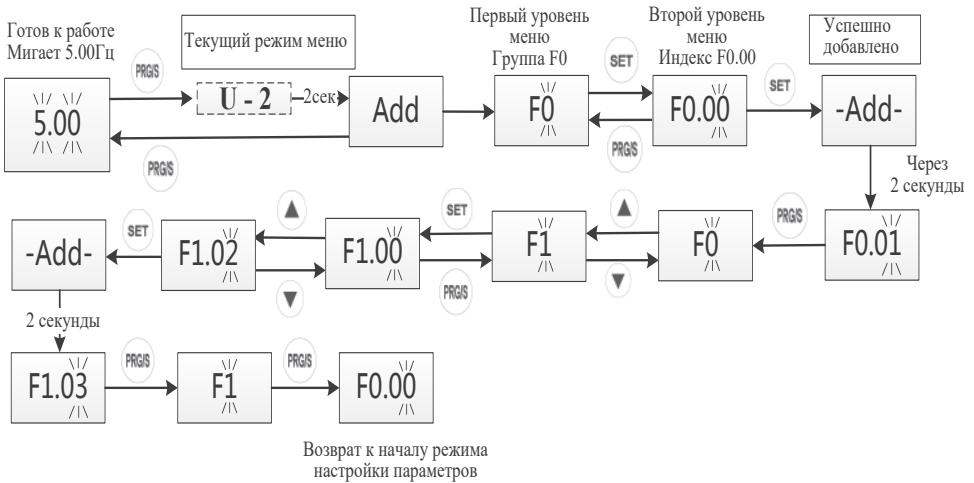 Готов к работе
Мигает 5.00Гц
Текущий режим меню
Первый уровень
меню
Группа F0
Второй уровень
меню
Индекс F0.00
Успешно
добавлено
PRG/S
SET
SET
5.00
U - 2
2сек
Add
F0
F0.00
-Add-
PRG/S
PRG/S
Через
2 секунды
SET
▲
SET
▲
PRG/S
-Add-
F1.02
F1.00
F1
F0
F0.01
▼
PRG/S
▼
2 секунды
PRG/S
PRG/S
F1.03
F1
F0.00
Возврат к началу режима
настройки параметров